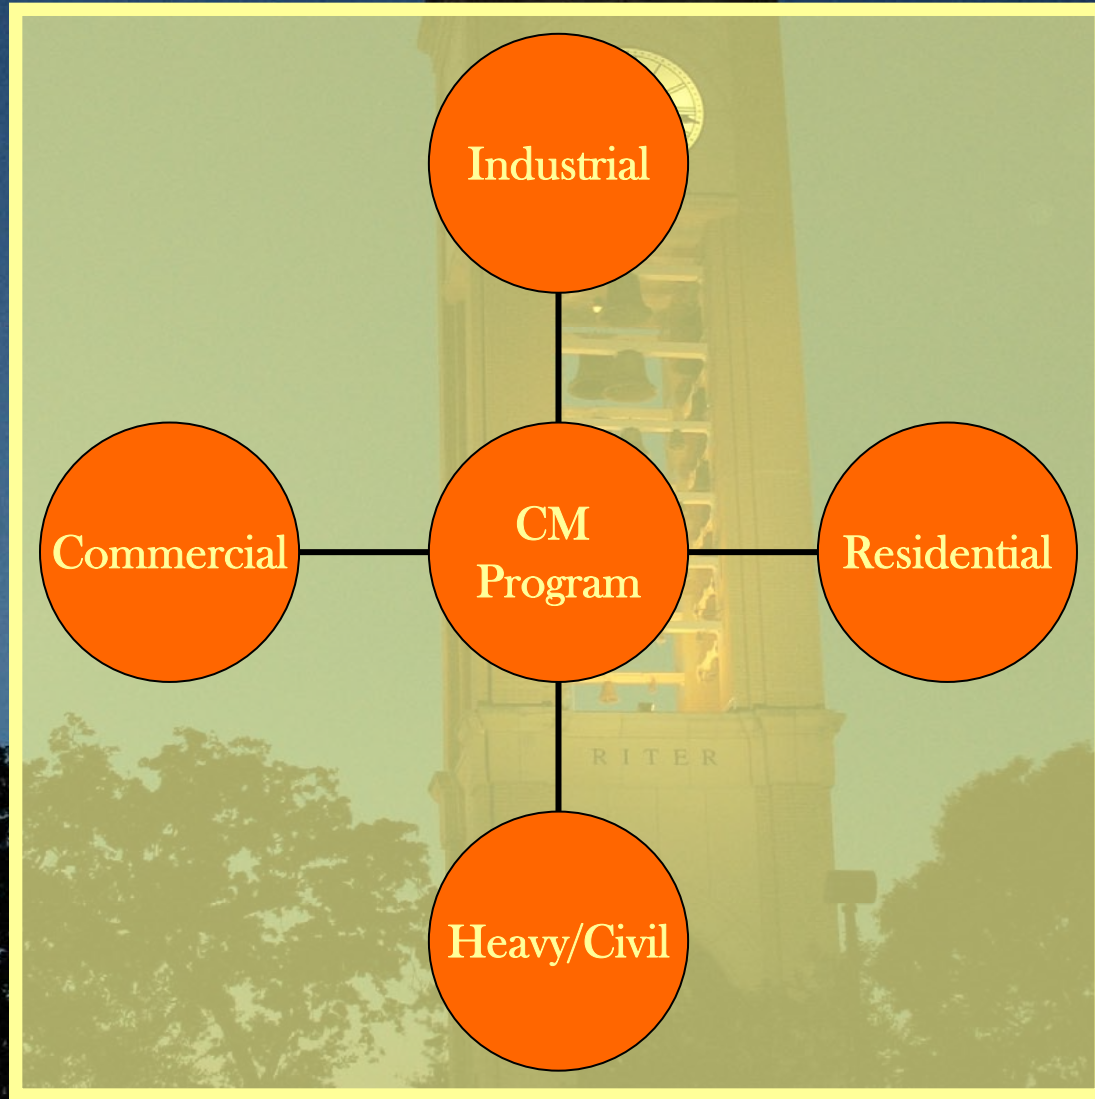 Industrial
Commercial
CM
Program
Residential
RITER
Heavy/Civil